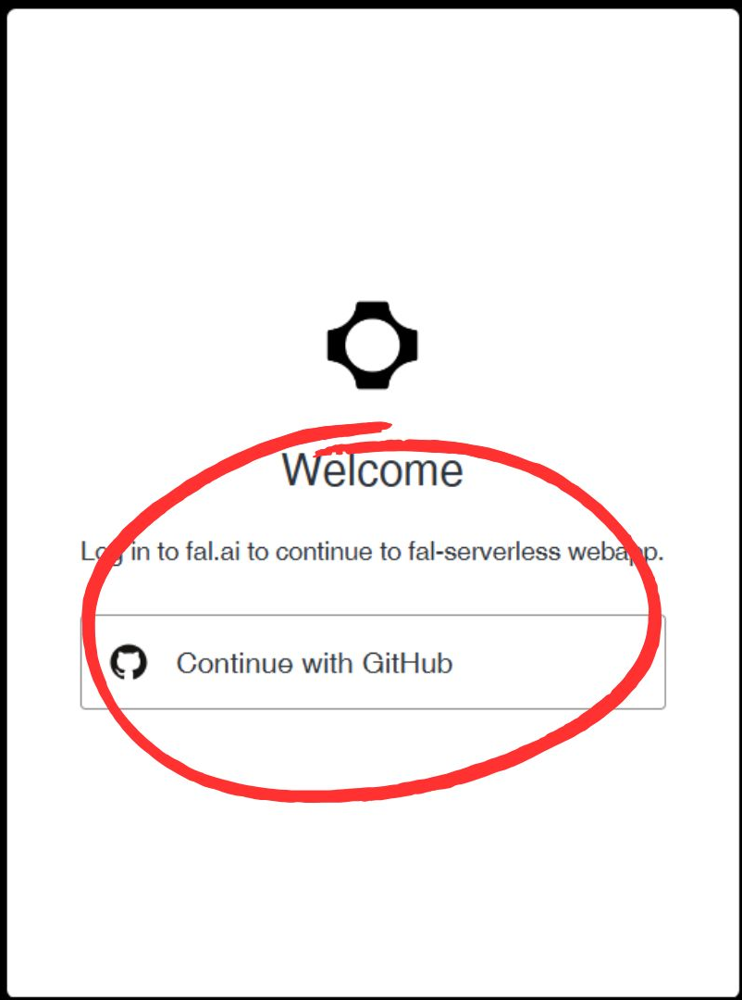 Welcome
Log in to fal.ai to continue to fal-serverless webapp.
Continue with GitHub